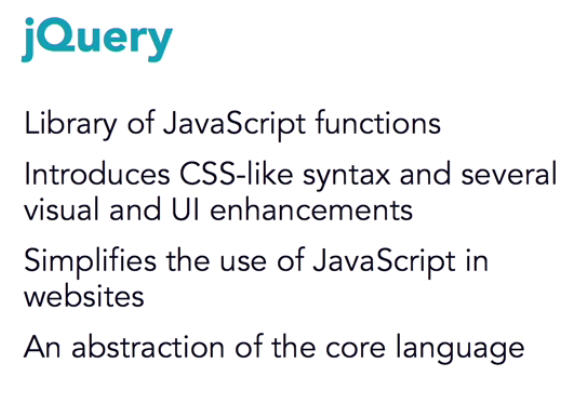 jQuery
Library of JavaScript functions
Introduces CSS-like syntax and several
visual and UI enhancements
Simplifies the use of JavaScript in
websites
An abstraction of the core language